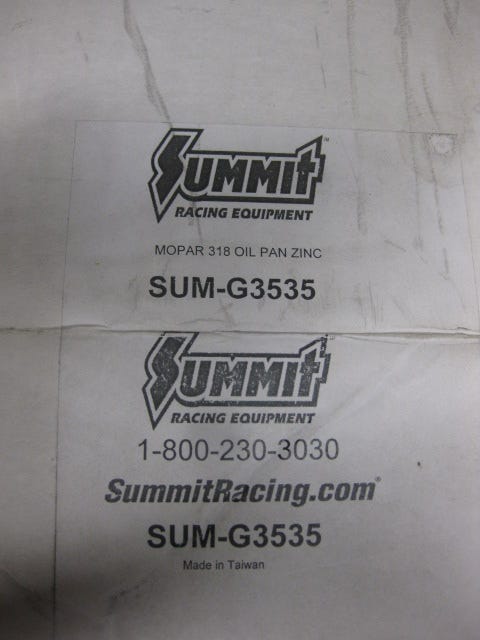 SUMMIT™
RACING EQUIPMENT
MOPAR 318 OIL PAN ZINC
SUM-G3535
SUMMIT
RACING EQUIPMENT
1-800-230-3030
SummitRacing.com®
SUM-G3535
Made in Taiwan